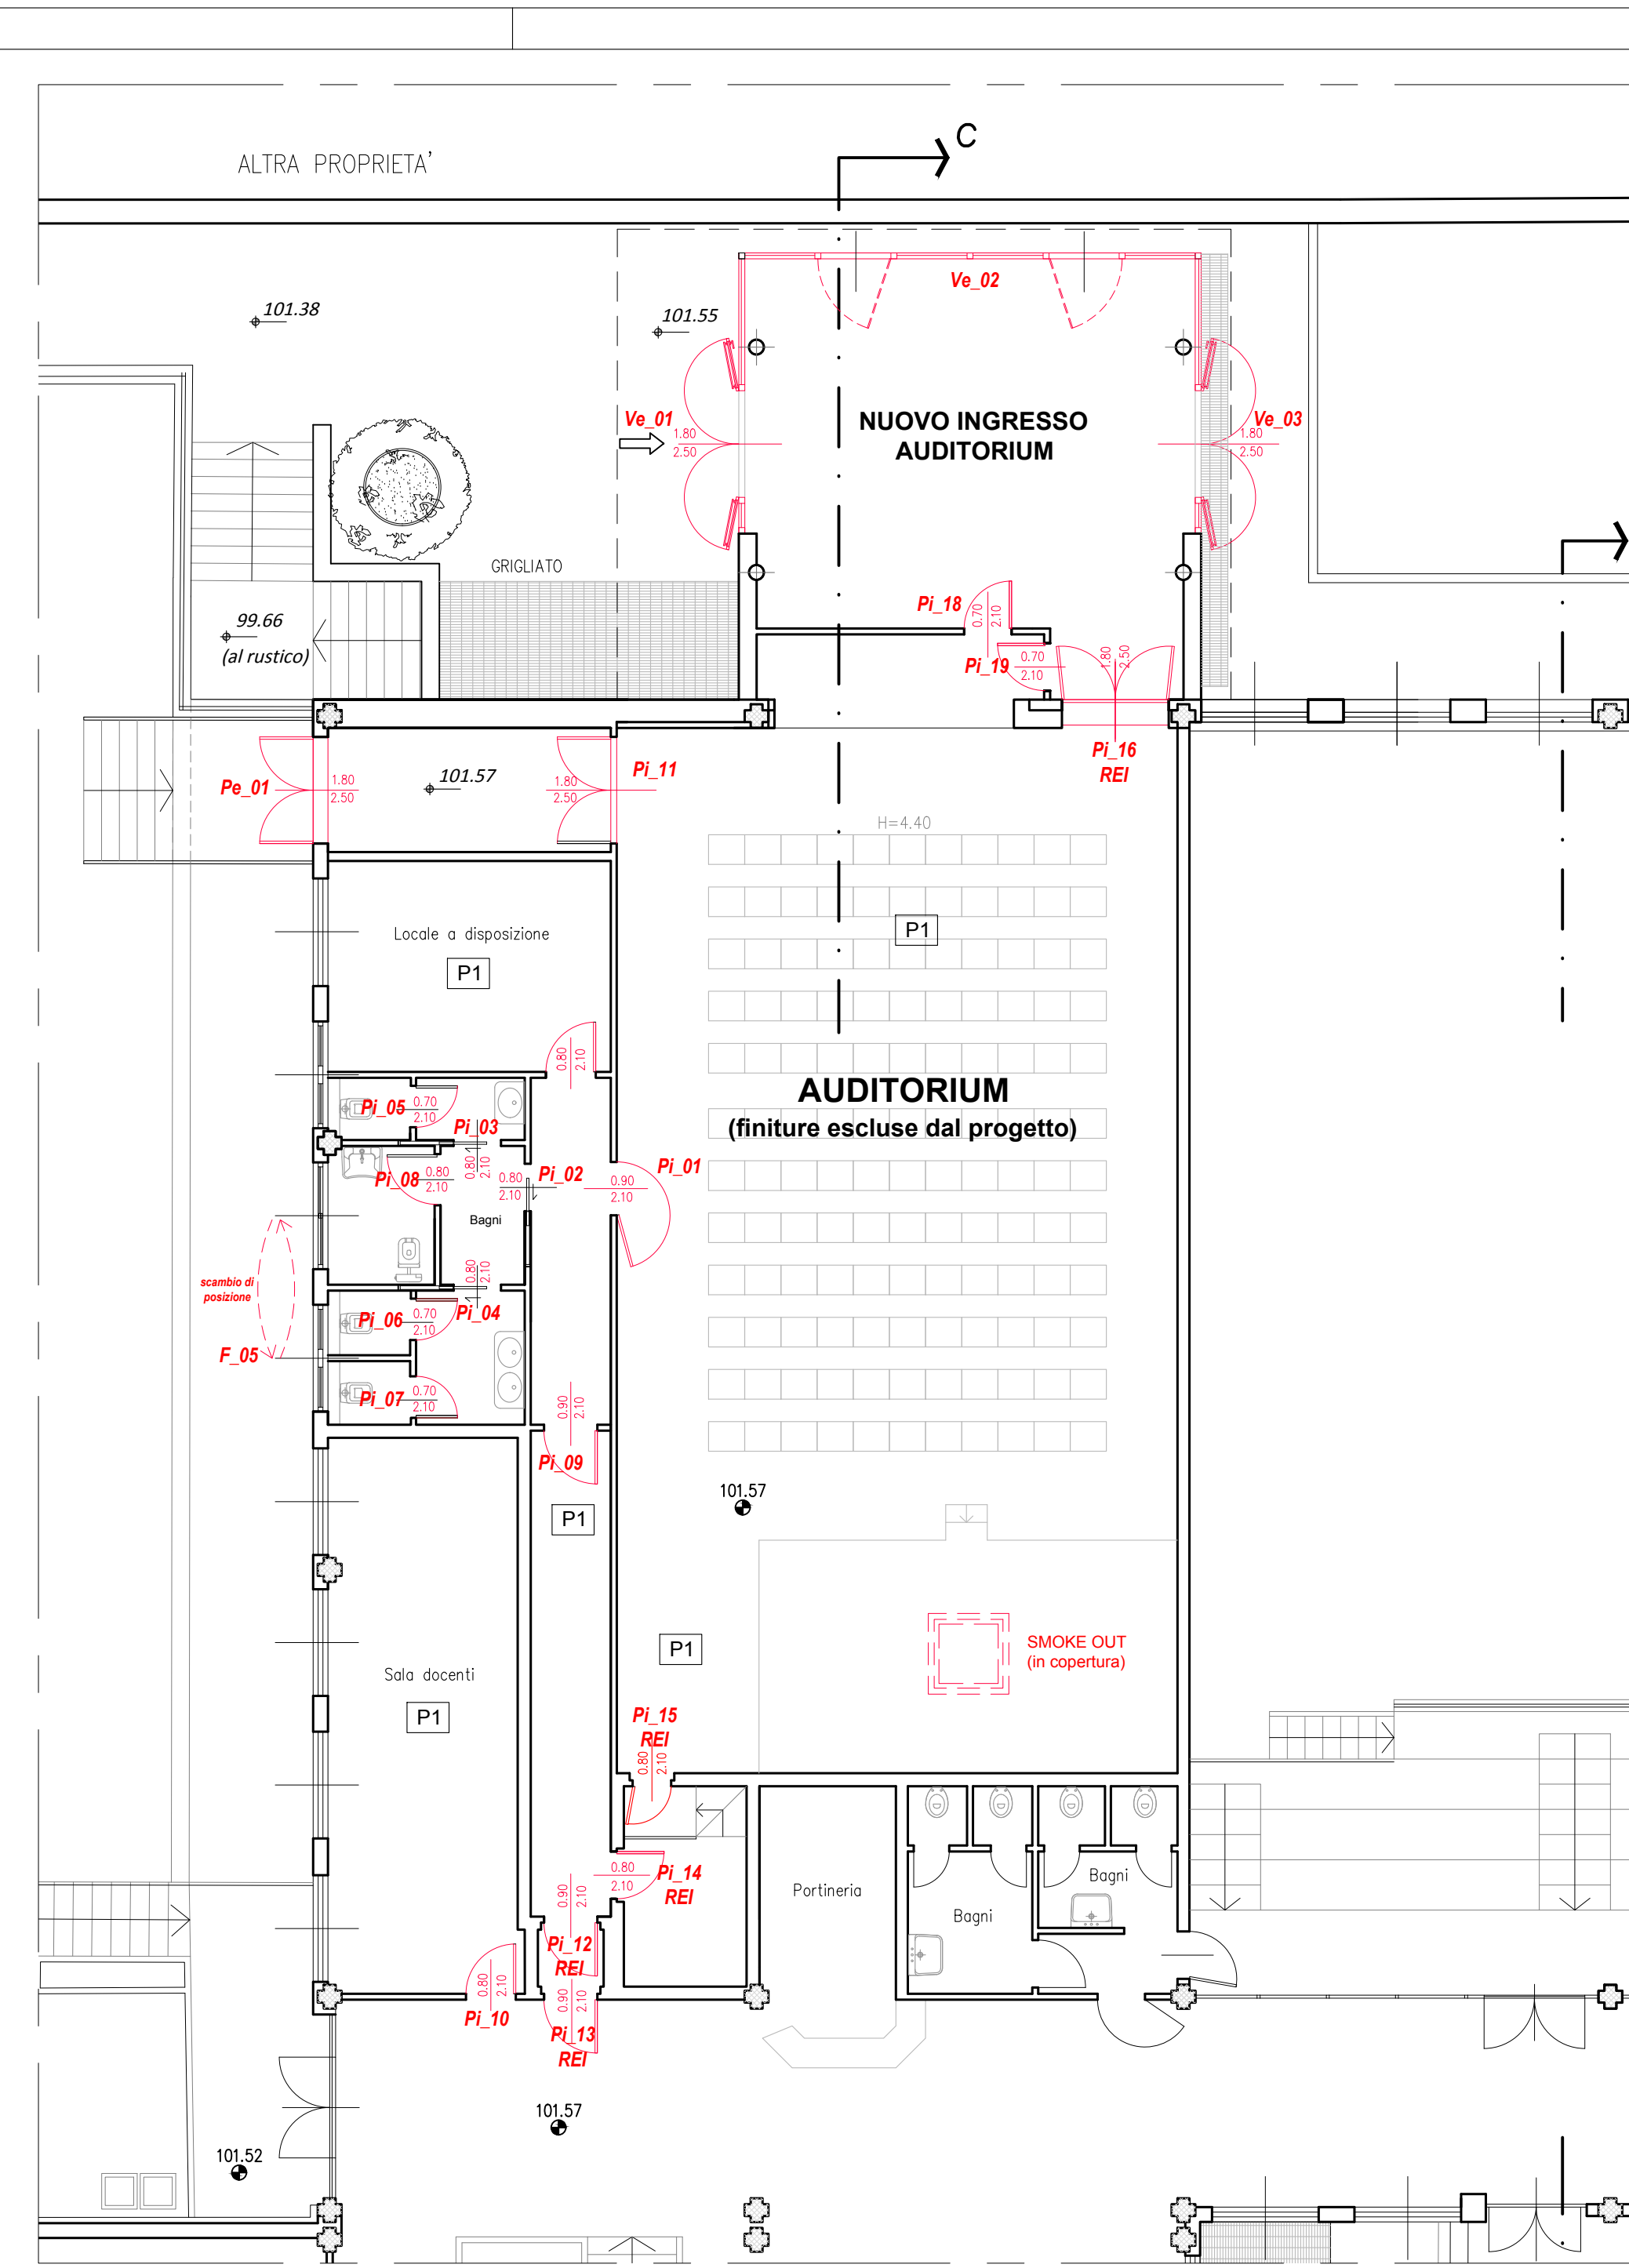 C
ALTRA PROPRIETA'
Ve_02
101.38
101.55
Ve_01
1.80
2.50
NUOVO INGRESSO
AUDITORIUM
Ve_03
1.80
2.50
GRIGLIATO
Pi_18
0.70
2.10
99.66
(al rustico)
Pi_19
0.70
2.10
1.80
2.50
Pi_16
REI
Pe_01
1.80
2.50
101.57
1.80
2.50
Pi_11
H=4.40
P1
Locale a disposizione
P1
0.80
2.10
AUDITORIUM
(finiture escluse dal progetto)
Pi_05
0.70
2.10
Pi_03
0.80
2.10
Pi_08
0.80
2.10
0.80
2.10
Pi_02
0.90
2.10
Pi_01
Bagni
0.80
2.10
scambio di
posizione
Pi_06
0.70
2.10
Pi_04
F_05
Pi_07
0.70
2.10
0.90
2.10
Pi_09
101.57
P1
P1
SMOKE OUT
(in copertura)
Sala docenti
P1
Pi_15
REI
0.80
2.10
0.80
2.10
Pi_14
REI
Portineria
Bagni
Bagni
0.90
2.10
Pi_12
REI
0.80
2.10
Pi_10
0.90
2.10
Pi_13
REI
101.57
101.52